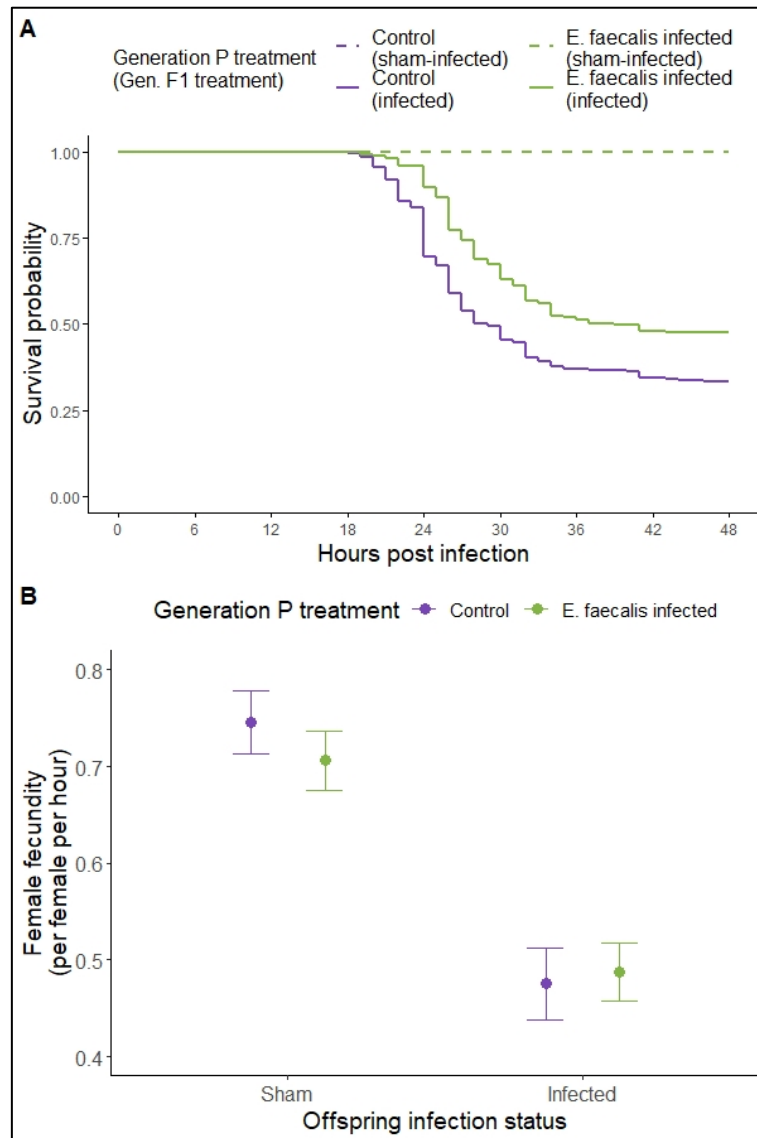 A
Generation P treatment
(Gen. F1 treatment)
Control
(sham-infected)
Control
(infected)
E. faecalis infected
(sham-infected)
E. faecalis infected
(infected)
Survival probability
1.00
0.75
0.50
0.25
0.00
0 6 12 18 24 30 36 42 48
Hours post infection
B
Generation P treatment Control E. faecalis infected
Female fecundity
(per female per hour)
0.8
0.7
0.6
0.5
0.4
Sham Infected
Offspring infection status